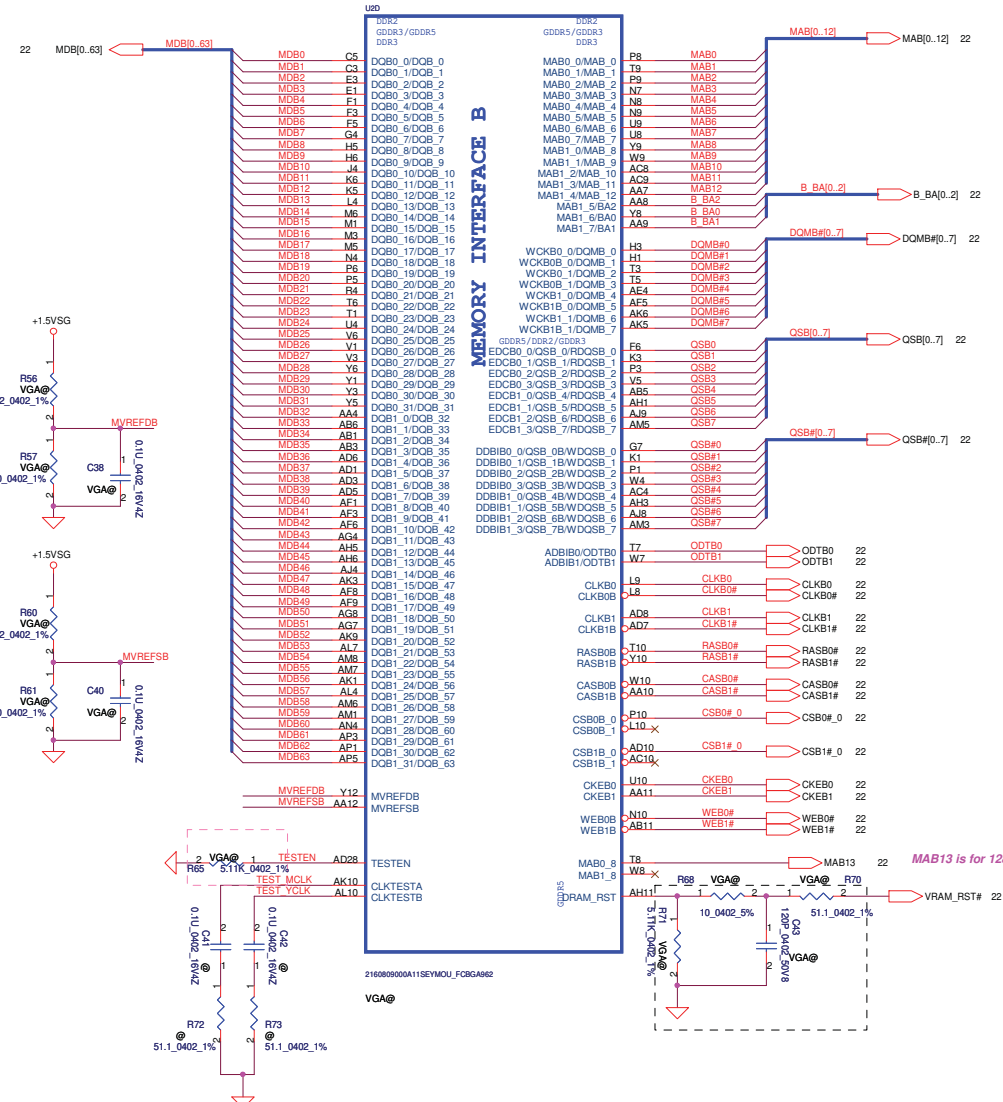 U2D
DDR2
GDDR3/GDDR5
DDR3
DDR2
GDDR5/GDDR3
DDR3
MEMORY INTERFACE B
22 MDB[0..63] MDB[0..63]
MDB0 C5 DQB0_0/DQB_0
MDB1 C3 DQB0_1/DQB_1
MDB2 E3 DQB0_2/DQB_2
MDB3 E1 DQB0_3/DQB_3
MDB4 F1 DQB0_4/DQB_4
MDB5 F3 DQB0_5/DQB_5
MDB6 F5 DQB0_6/DQB_6
MDB7 G4 DQB0_7/DQB_7
MDB8 H5 DQB0_8/DQB_8
MDB9 H6 DQB0_9/DQB_9
MDB10 J4 DQB0_10/DQB_10
MDB11 K6 DQB0_11/DQB_11
MDB12 K5 DQB0_12/DQB_12
MDB13 L4 DQB0_13/DQB_13
MDB14 M6 DQB0_14/DQB_14
MDB15 M1 DQB0_15/DQB_15
MDB16 M3 DQB0_16/DQB_16
MDB17 M5 DQB0_17/DQB_17
MDB18 N4 DQB0_18/DQB_18
MDB19 P6 DQB0_19/DQB_19
MDB20 P5 DQB0_20/DQB_20
MDB21 R4 DQB0_21/DQB_21
MDB22 T6 DQB0_22/DQB_22
MDB23 T1 DQB0_23/DQB_23
MDB24 U4 DQB0_24/DQB_24
MDB25 V6 DQB0_25/DQB_25
MDB26 V1 DQB0_26/DQB_26
MDB27 V3 DQB0_27/DQB_27
MDB28 Y6 DQB0_28/DQB_28
MDB29 Y1 DQB0_29/DQB_29
MDB30 Y3 DQB0_30/DQB_30
MDB31 Y5 DQB0_31/DQB_31
MDB32 AA4 DQB1_0/DQB_32
MDB33 AB6 DQB1_1/DQB_33
MDB34 AB1 DQB1_2/DQB_34
MDB35 AB3 DQB1_3/DQB_35
MDB36 AD6 DQB1_4/DQB_36
MDB37 AD1 DQB1_5/DQB_37
MDB38 AD3 DQB1_6/DQB_38
MDB39 AD5 DQB1_7/DQB_39
MDB40 AF1 DQB1_8/DQB_40
MDB41 AF3 DQB1_9/DQB_41
MDB42 AF6 DQB1_10/DQB_42
MDB43 AG4 DQB1_11/DQB_43
MDB44 AH5 DQB1_12/DQB_44
MDB45 AH6 DQB1_13/DQB_45
MDB46 AJ4 DQB1_14/DQB_46
MDB47 AK3 DQB1_15/DQB_47
MDB48 AF8 DQB1_16/DQB_48
MDB49 AF9 DQB1_17/DQB_49
MDB50 AG8 DQB1_18/DQB_50
MDB51 AG7 DQB1_19/DQB_51
MDB52 AK9 DQB1_20/DQB_52
MDB53 AL7 DQB1_21/DQB_53
MDB54 AM8 DQB1_22/DQB_54
MDB55 AM7 DQB1_23/DQB_55
MDB56 AK1 DQB1_24/DQB_56
MDB57 AL4 DQB1_25/DQB_57
MDB58 AM6 DQB1_26/DQB_58
MDB59 AM1 DQB1_27/DQB_59
MDB60 AN4 DQB1_28/DQB_60
MDB61 AP3 DQB1_29/DQB_61
MDB62 AP1 DQB1_30/DQB_62
MDB63 AP5 DQB1_31/DQB_63
MVREFDB Y12 MVREFDB
MVREFSB AA12 MVREFSB
TESTEN AD28 TESTEN
TEST_MCLK AK10 CLKTESTA
TEST_YCLK AL10 CLKTESTB
MAB[0..12] MAB[0..12] 22
MAB0_0/MAB_0 P8 MAB0
MAB0_1/MAB_1 T9 MAB1
MAB0_2/MAB_2 P9 MAB2
MAB0_3/MAB_3 N7 MAB3
MAB0_4/MAB_4 N8 MAB4
MAB0_5/MAB_5 N9 MAB5
MAB0_6/MAB_6 U9 MAB6
MAB0_7/MAB_7 U8 MAB7
MAB1_0/MAB_8 Y9 MAB8
MAB1_1/MAB_9 W9 MAB9
MAB1_2/MAB_10 AC8 MAB10
MAB1_3/MAB_11 AC9 MAB11
MAB1_4/MAB_12 AA7 MAB12
MAB1_5/BA2 AA8 B_BA2
MAB1_6/BA0 Y8 B_BA0
MAB1_7/BA1 AA9 B_BA1
B_BA[0..2] B_BA[0..2] 22
DQMB#[0..7] DQMB#[0..7] 22
WCKB0_0/DQMB_0 H3 DQMB#0
WCKB0B_0/DQMB_1 H1 DQMB#1
WCKB0_1/DQMB_2 T3 DQMB#2
WCKB0B_1/DQMB_3 T5 DQMB#3
WCKB1_0/DQMB_4 AE4 DQMB#4
WCKB1B_0/DQMB_5 AF5 DQMB#5
WCKB1_1/DQMB_6 AK6 DQMB#6
WCKB1B_1/DQMB_7 AK5 DQMB#7
GDDR5/DDR2/GDDR3
QSB[0..7] QSB[0..7] 22
EDCB0_0/QSB_0/RDQSB_0 F6 QSB0
EDCB0_1/QSB_1/RDQSB_1 K3 QSB1
EDCB0_2/QSB_2/RDQSB_2 P3 QSB2
EDCB0_3/QSB_3/RDQSB_3 V5 QSB3
EDCB1_0/QSB_4/RDQSB_4 AB5 QSB4
EDCB1_1/QSB_5/RDQSB_5 AH1 QSB5
EDCB1_2/QSB_6/RDQSB_6 AJ9 QSB6
EDCB1_3/QSB_7/RDQSB_7 AM5 QSB7
QSB#[0..7] QSB#[0..7] 22
DDBIB0_0/QSB_0B/WDQSB_0 G7 QSB#0
DDBIB0_1/QSB_1B/WDQSB_1 K1 QSB#1
DDBIB0_2/QSB_2B/WDQSB_2 P1 QSB#2
DDBIB0_3/QSB_3B/WDQSB_3 W4 QSB#3
DDBIB1_0/QSB_4B/WDQSB_4 AC4 QSB#4
DDBIB1_1/QSB_5B/WDQSB_5 AH3 QSB#5
DDBIB1_2/QSB_6B/WDQSB_6 AJ8 QSB#6
DDBIB1_3/QSB_7B/WDQSB_7 AM3 QSB#7
ADBIB0/ODTB0 T7 ODTB0 ODTB0 22
ADBIB1/ODTB1 W7 ODTB1 ODTB1 22
CLKB0 L9 CLKB0 CLKB0 22
CLKB0B L8 CLKB0# CLKB0# 22
CLKB1 AD8 CLKB1 CLKB1 22
CLKB1B AD7 CLKB1# CLKB1# 22
RASB0B T10 RASB0# RASB0# 22
RASB1B Y10 RASB1# RASB1# 22
CASB0B W10 CASB0# CASB0# 22
CASB1B AA10 CASB1# CASB1# 22
CSB0B_0 P10 CSB0#_0 CSB0#_0 22
CSB0B_1 L10
CSB1B_0 AD10 CSB1#_0 CSB1#_0 22
CSB1B_1 AC10
CKEB0 U10 CKEB0 CKEB0 22
CKEB1 AA11 CKEB1 CKEB1 22
WEB0B N10 WEB0# WEB0# 22
WEB1B AB11 WEB1# WEB1# 22
MAB0_8 T8 MAB13 22
MAB1_8 W8
MAB13 is for 12
GDDR5
DRAM_RST AH11
R68 VGA@ 1 2 10_0402_5%
VGA@ R70 1 2 51.1_0402_1%
VRAM_RST# 22
R71 5.11K_0402_1% VGA@ 1 2
C43 120P_0402_50V8 VGA@ 1 2
+1.5VSG
R56 VGA@ 1 2
2_0402_1%
MVREFDB
R57 VGA@ 1 2
0_0402_1%
C38 0.1U_0402_16V4Z VGA@ 1 2
+1.5VSG
R60 VGA@ 1 2
2_0402_1%
MVREFSB
R61 VGA@ 1 2
0_0402_1%
C40 0.1U_0402_16V4Z VGA@ 1 2
2 VGA@ 1
R65 5.11K_0402_1%
C41 0.1U_0402_16V4Z @ 2 1
C42 0.1U_0402_16V4Z @ 2 1
R72 @ 51.1_0402_1% 1 2
R73 @ 51.1_0402_1% 1 2
2160809000A11SEYMOU_FCBGA962
VGA@